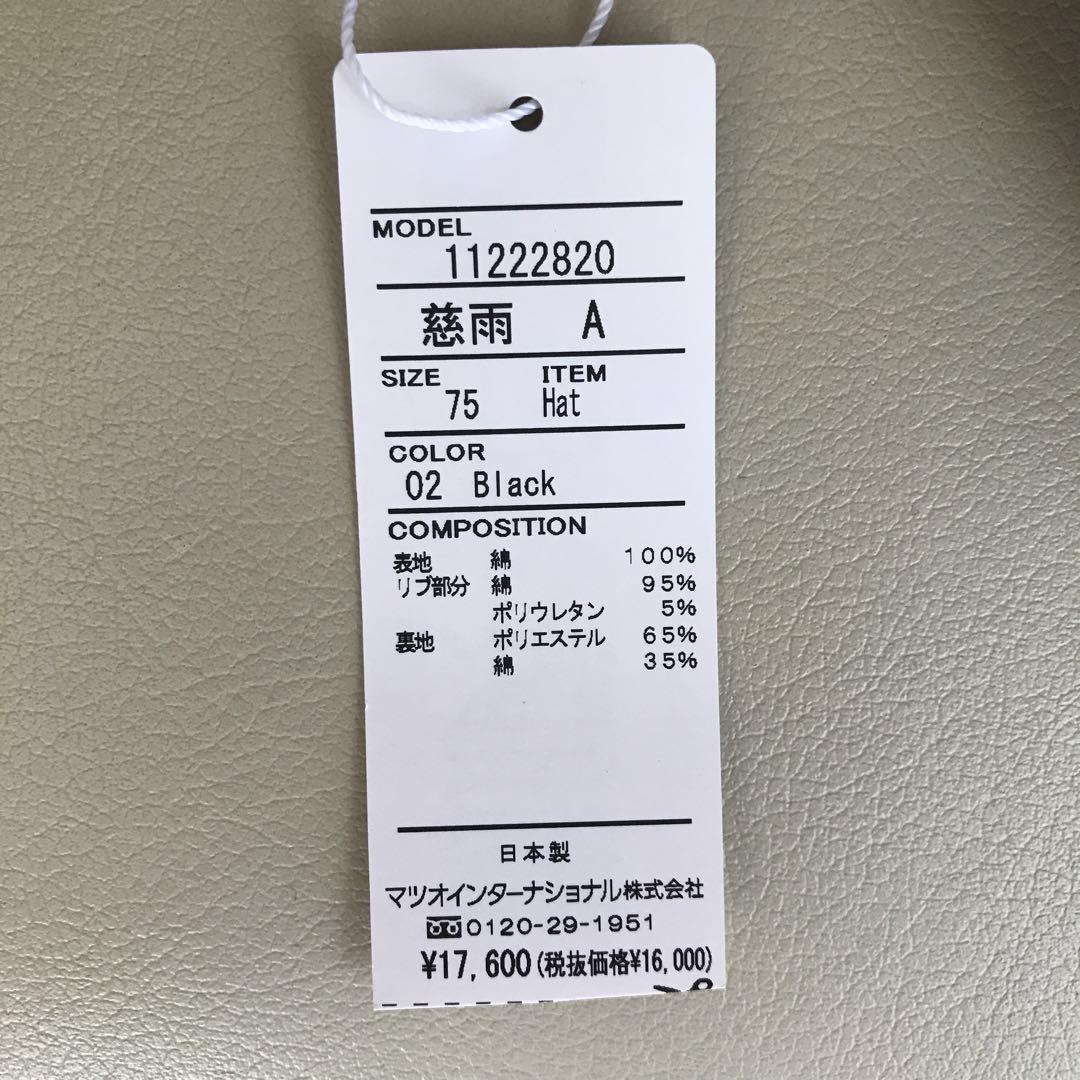 MODEL
11222820
慈雨 A
SIZE ITEM
75 Hat
COLOR
02 Black
COMPOSITION
表地 綿 100%
リブ部分 綿 95%
ポリウレタン 5%
裏地 ポリエステル 65%
綿 35%
日本製
マツオインターナショナル株式会社
0120-29-1951
¥17,600(税抜価格¥16,000)